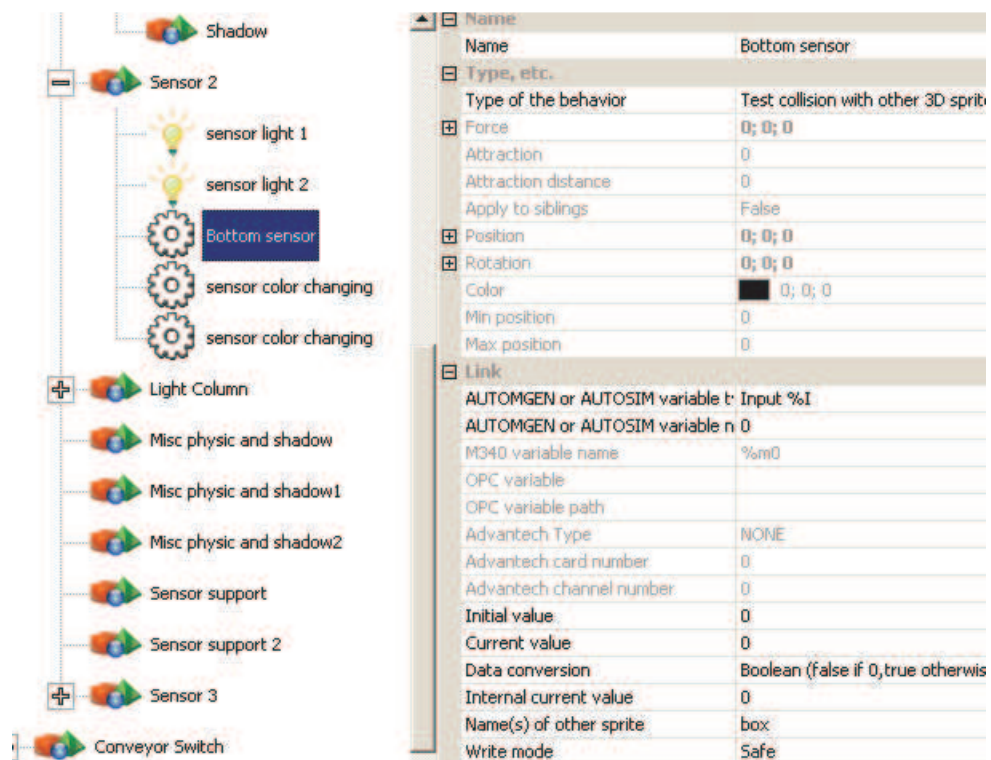 Shadow
Sensor 2
sensor light 1
sensor light 2
Bottom sensor
sensor color changing
sensor color changing
Light Column
Misc physic and shadow
Misc physic and shadow1
Misc physic and shadow2
Sensor support
Sensor support 2
Sensor 3
Conveyor Switch
Name
Name Bottom sensor
Type, etc.
Type of the behavior Test collision with other 3D sprite
Force 0; 0; 0
Attraction 0
Attraction distance 0
Apply to siblings False
Position 0; 0; 0
Rotation 0; 0; 0
Color 0; 0; 0
Min position 0
Max position 0
Link
AUTOMGEN or AUTOSIM variable t Input %I
AUTOMGEN or AUTOSIM variable n 0
M340 variable name %m0
OPC variable
OPC variable path
Advantech Type NONE
Advantech card number 0
Advantech channel number 0
Initial value 0
Current value 0
Data conversion Boolean (false if 0,true otherwis
Internal current value 0
Name(s) of other sprite box
Write mode Safe